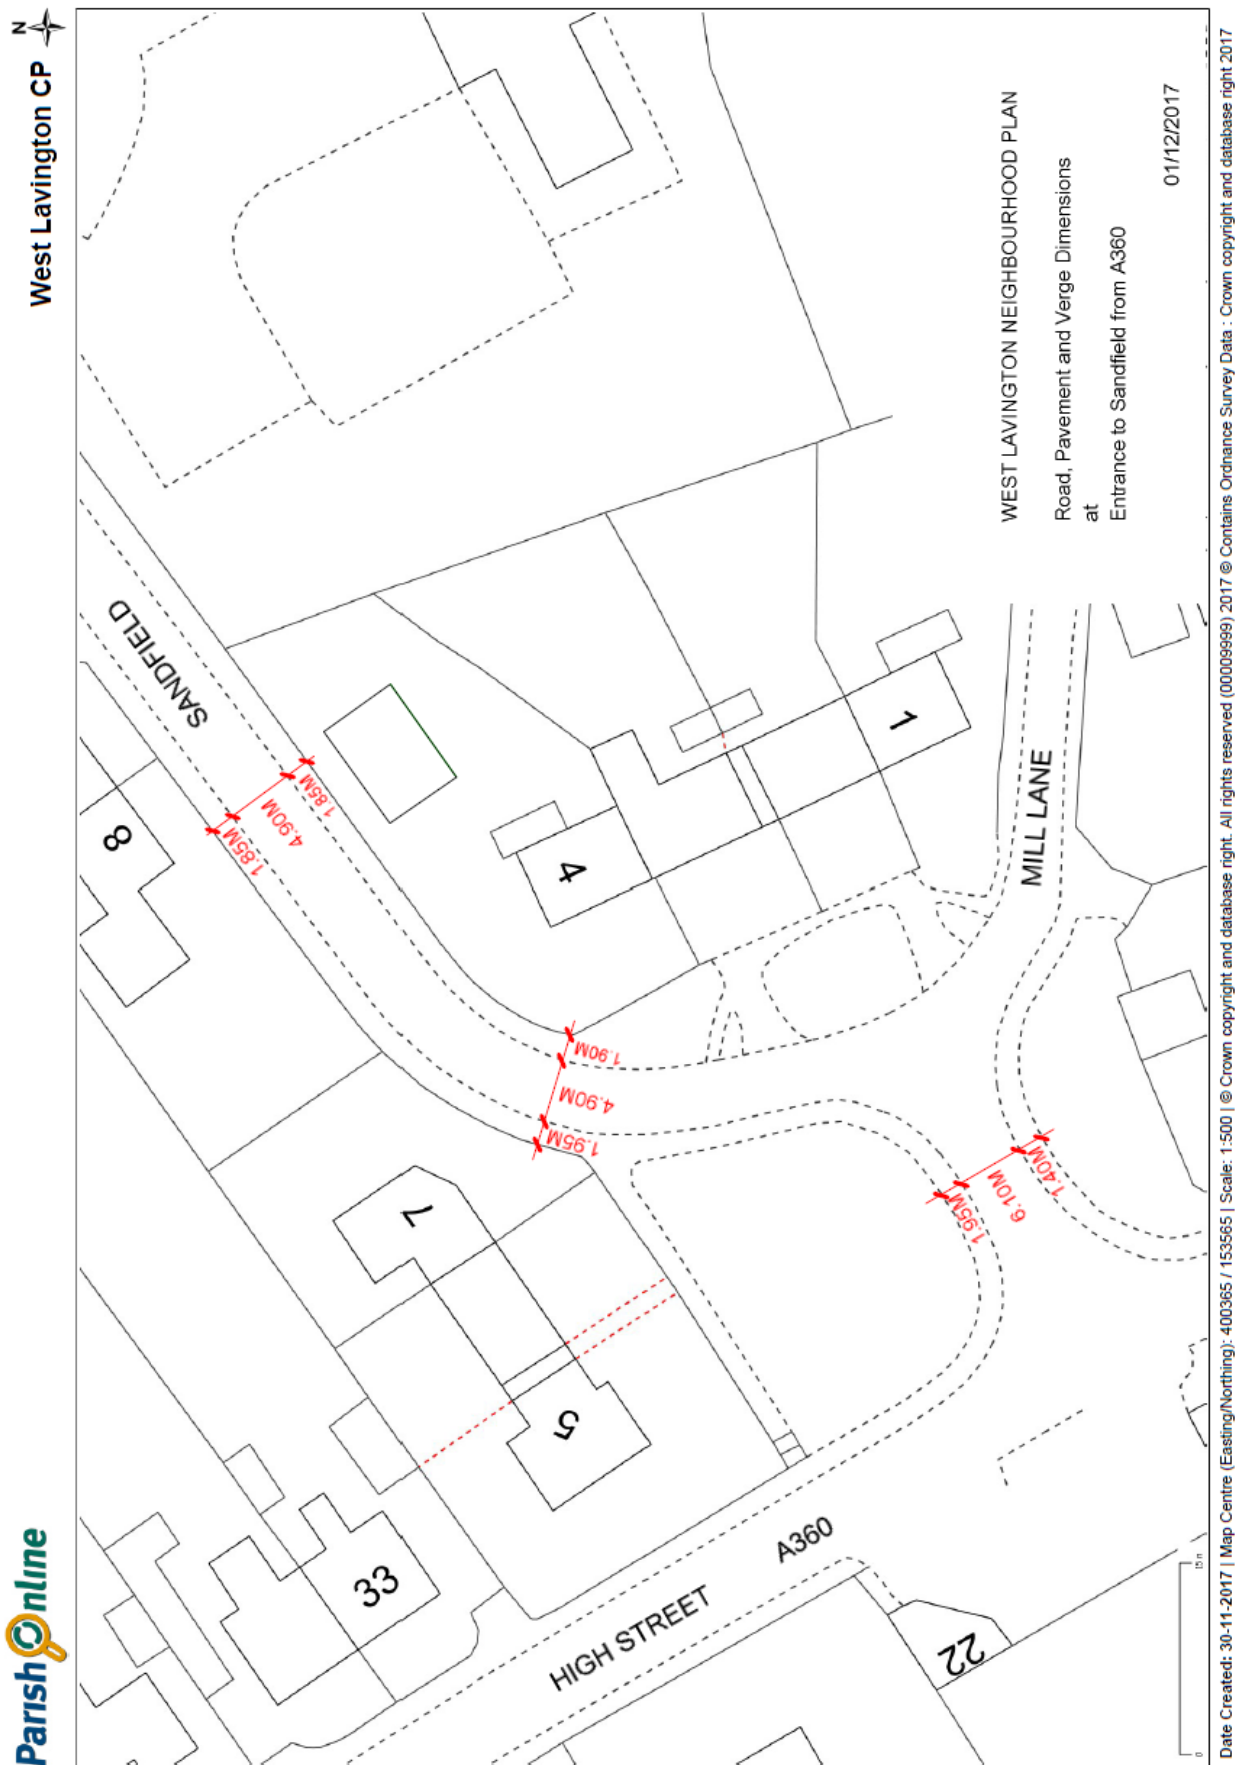 Parish Online
West Lavington CP
N
SANDFIELD
8
1.85M
4.90M
1.85M
4
1
MILL LANE
1.90M
4.90M
1.95M
7
5
33
1.95M
6.10M
1.40M
HIGH STREET
A360
22
WEST LAVINGTON NEIGHBOURHOOD PLAN
Road, Pavement and Verge Dimensions
at
Entrance to Sandfield from A360
01/12/2017
0
Date Created: 30-11-2017 | Map Centre (Easting/Northing): 400365 / 153565 | Scale: 1:500 | © Crown copyright and database right. All rights reserved (00009999) 2017 © Contains Ordnance Survey Data : Crown copyright and database right 2017